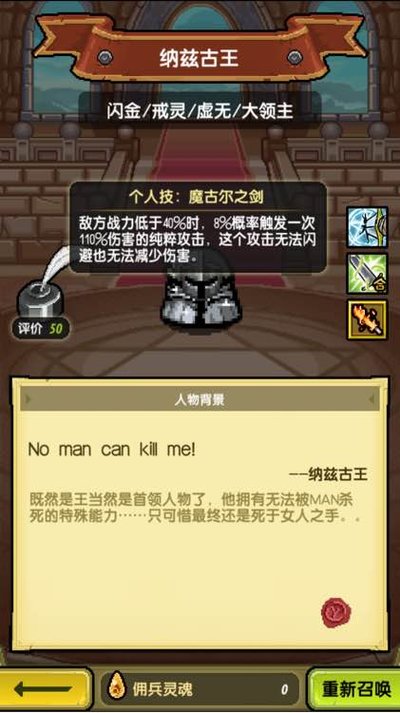 纳兹古王
闪金/戒灵/虚无/大领主
个人技：魔古尔之剑
敌方战力低于40%时，8%概率触发一次
110%伤害的纯粹攻击，这个攻击无法闪
避也无法减少伤害。
合
评价 50
人物背景
No man can kill me!
--纳兹古王
既然是王当然是首领人物了，他拥有无法被MAN杀
死的特殊能力……只可惜最终还是死于女人之手。。
佣兵灵魂 0
重新召唤